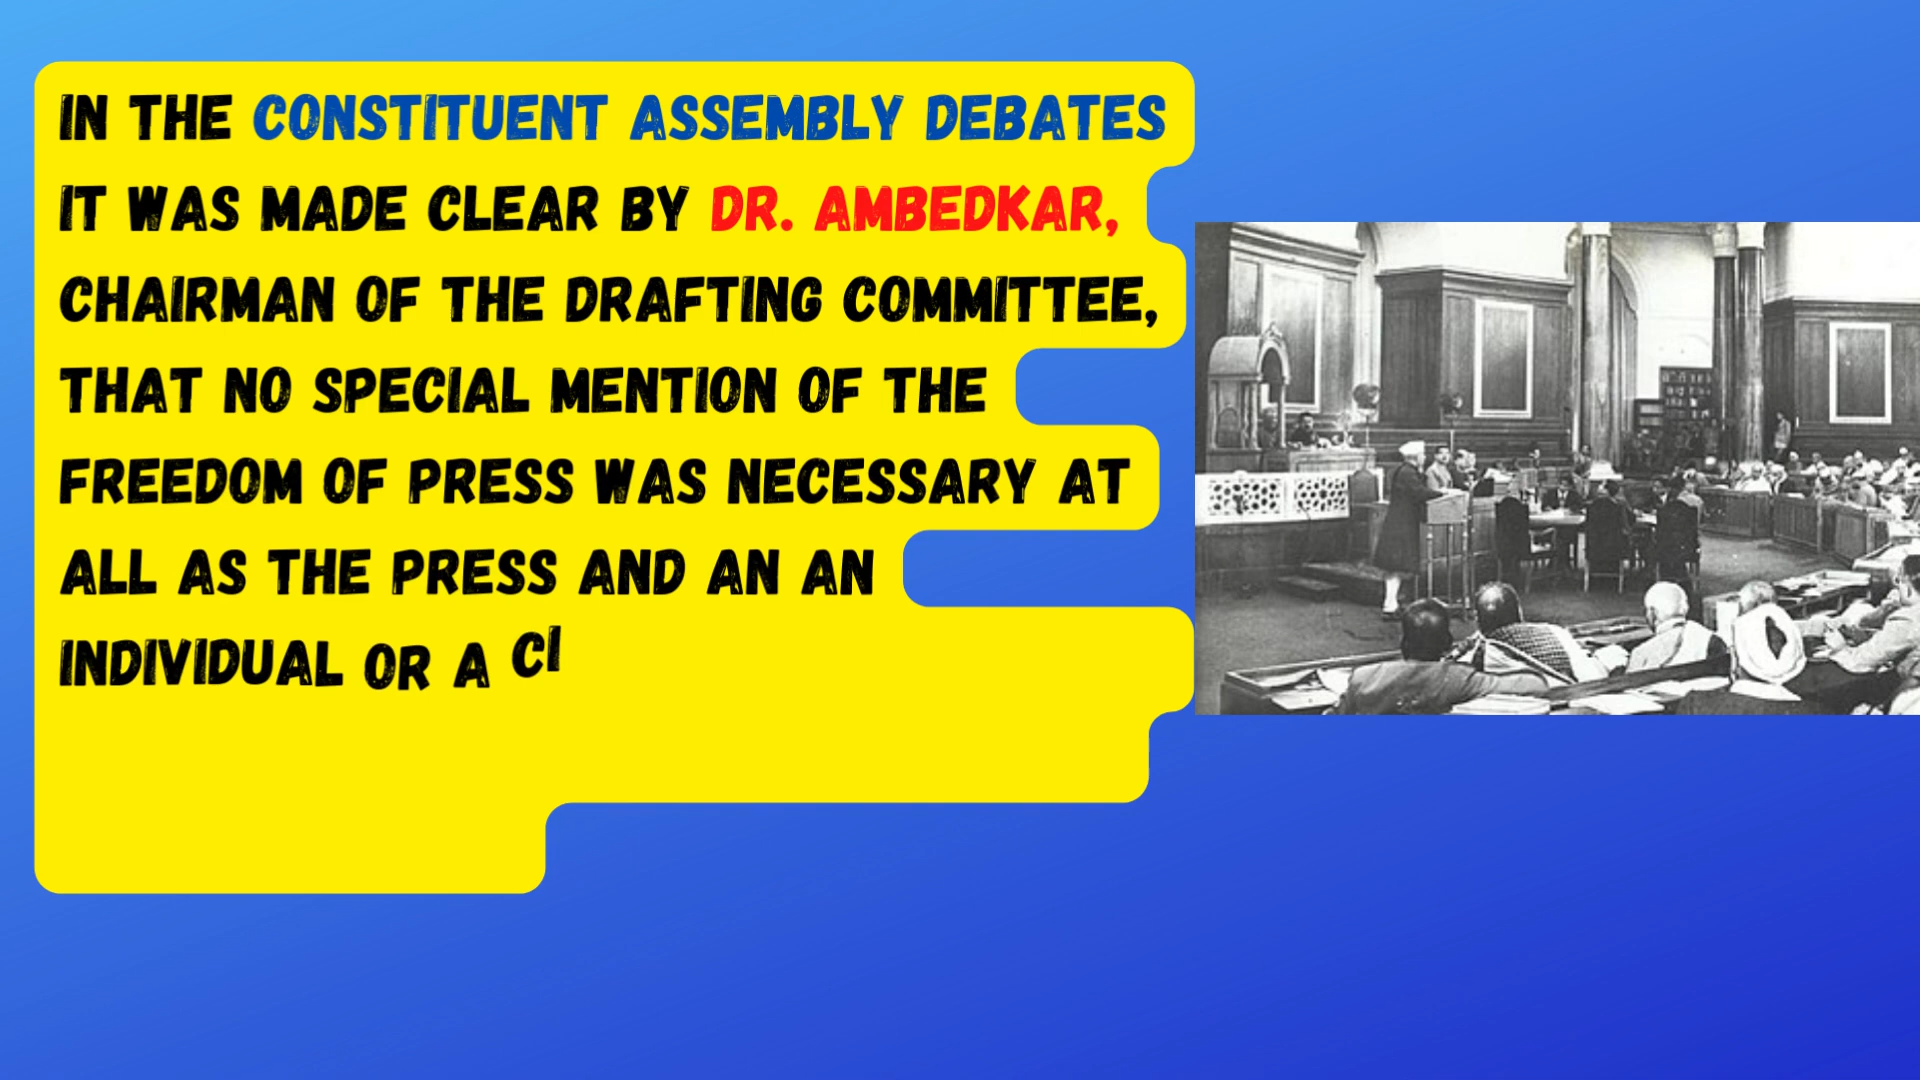 IN THE CONSTITUENT ASSEMBLY DEBATES
IT WAS MADE CLEAR BY DR. AMBEDKAR,
CHAIRMAN OF THE DRAFTING COMMITTEE,
THAT NO SPECIAL MENTION OF THE
FREEDOM OF PRESS WAS NECESSARY AT
ALL AS THE PRESS AND AN AN
INDIVIDUAL OR A CI